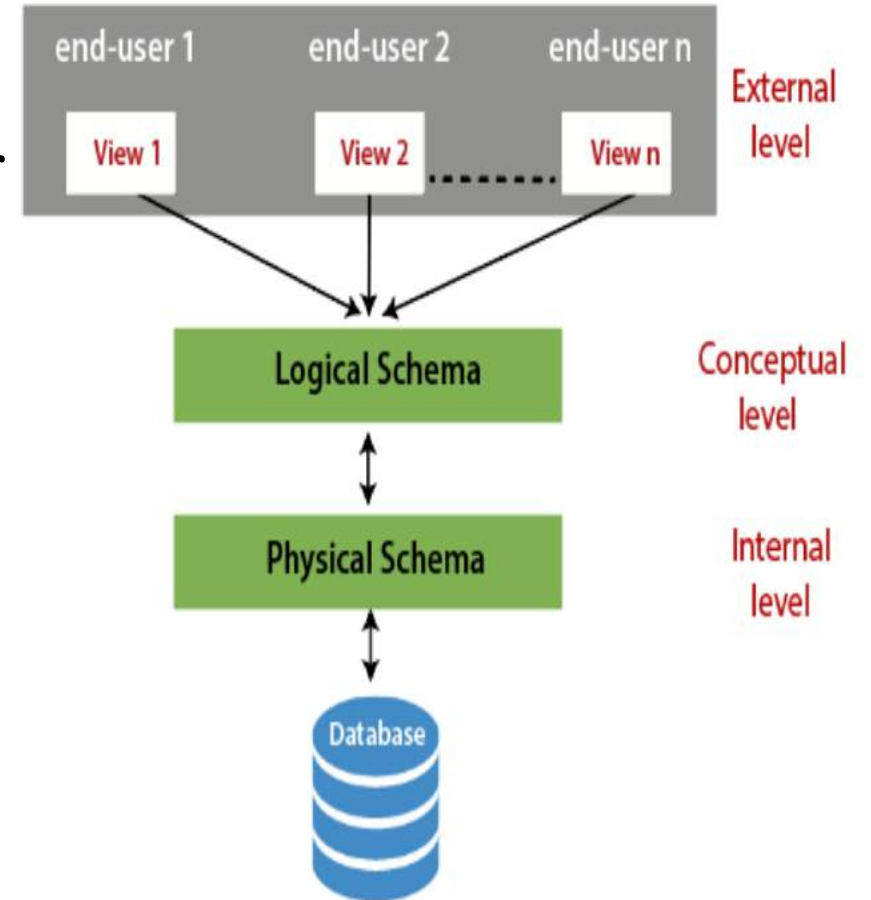 end-user 1
end-user 2
end-user n
View 1
View 2
View n
External
level
Logical Schema
Conceptual
level
Physical Schema
Internal
level
Database